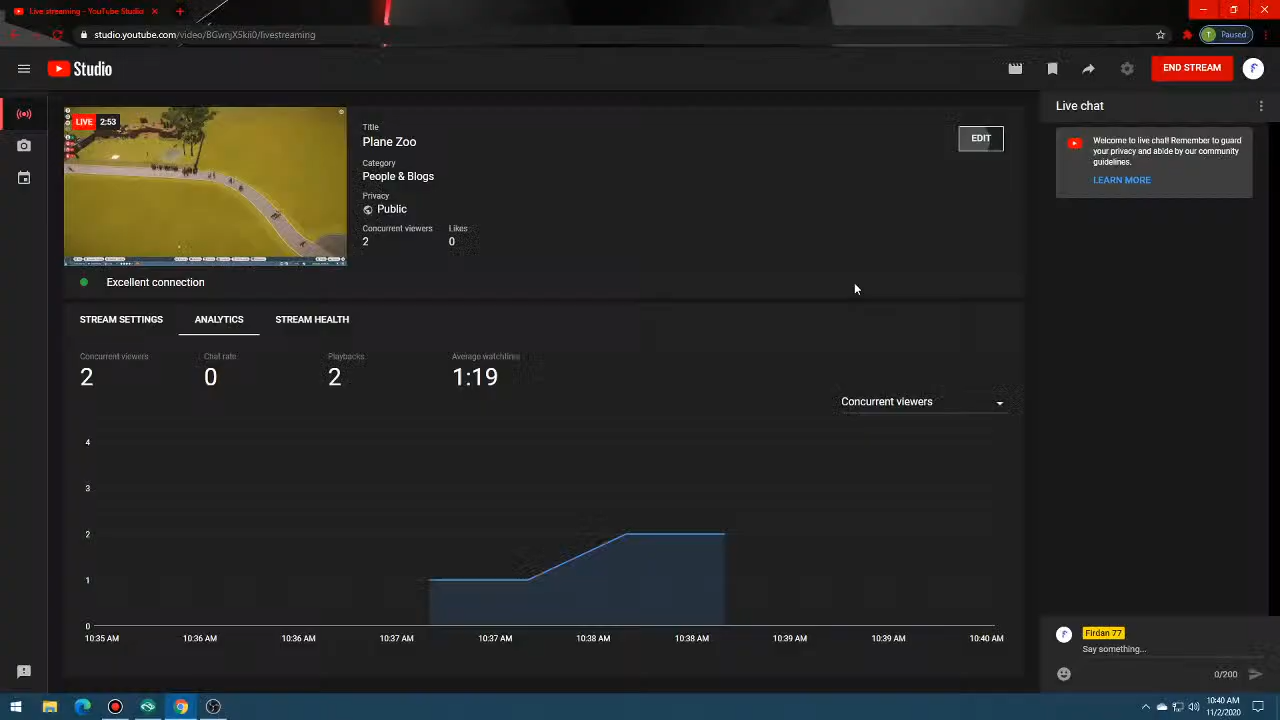 Live streaming - YouTube Studio
studio.youtube.com/video/8GwnjX5kii0/livestreaming
T
Paused
Studio
END STREAM
LIVE 2:53
Title
Plane Zoo
Category
People & Blogs
Privacy
Public
Concurrent viewers
2
Likes
0
EDIT
Excellent connection
STREAM SETTINGS
ANALYTICS
STREAM HEALTH
Concurrent viewers
2
Chat rate
0
Playbacks
2
Average watchtime
1:19
Concurrent viewers
4
3
2
1
0
10:35 AM
10:36 AM
10:36 AM
10:37 AM
10:37 AM
10:38 AM
10:38 AM
10:39 AM
10:39 AM
10:40 AM
Live chat
Welcome to live chat! Remember to guard
your privacy and abide by our community
guidelines.
LEARN MORE
Firdan 77
Say something...
0/200
10:40 AM
11/2/2020